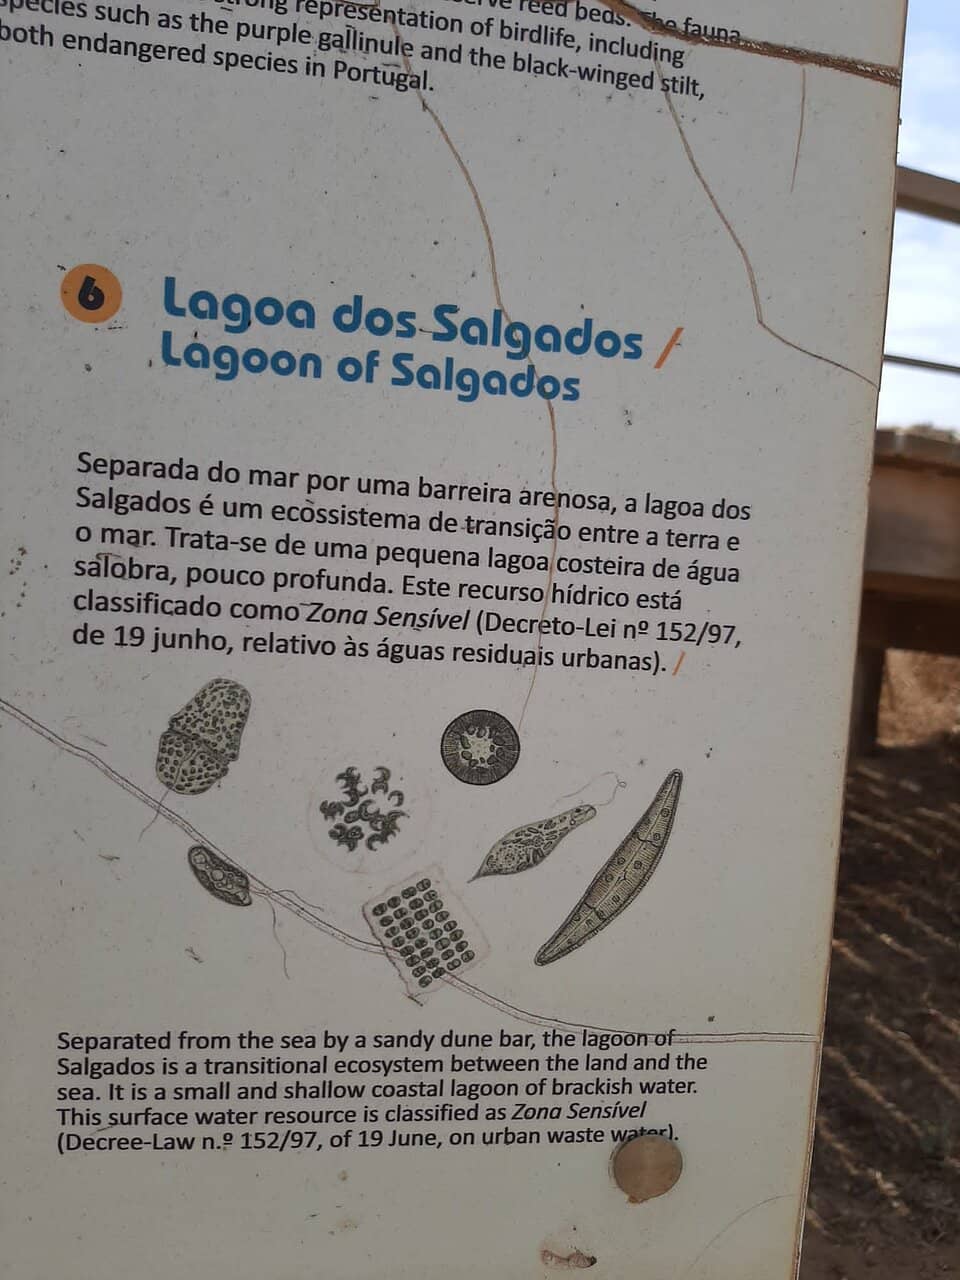 reed beds. The fauna
representation of birdlife, including
species such as the purple gallinule and the black-winged stilt,
both endangered species in Portugal.
6
Lagoa dos Salgados /
Lagoon of Salgados
Separada do mar por uma barreira arenosa, a lagoa dos
Salgados é um ecossistema de transição entre a terra e
o mar. Trata-se de uma pequena lagoa costeira de água
salobra, pouco profunda. Este recurso hídrico está
classificado como Zona Sensível (Decreto-Lei nº 152/97,
de 19 junho, relativo às águas residuais urbanas). /
Separated from the sea by a sandy dune bar, the lagoon of
Salgados is a transitional ecosystem between the land and the
sea. It is a small and shallow coastal lagoon of brackish water.
This surface water resource is classified as Zona Sensível
(Decree-Law n.º 152/97, of 19 June, on urban waste water).